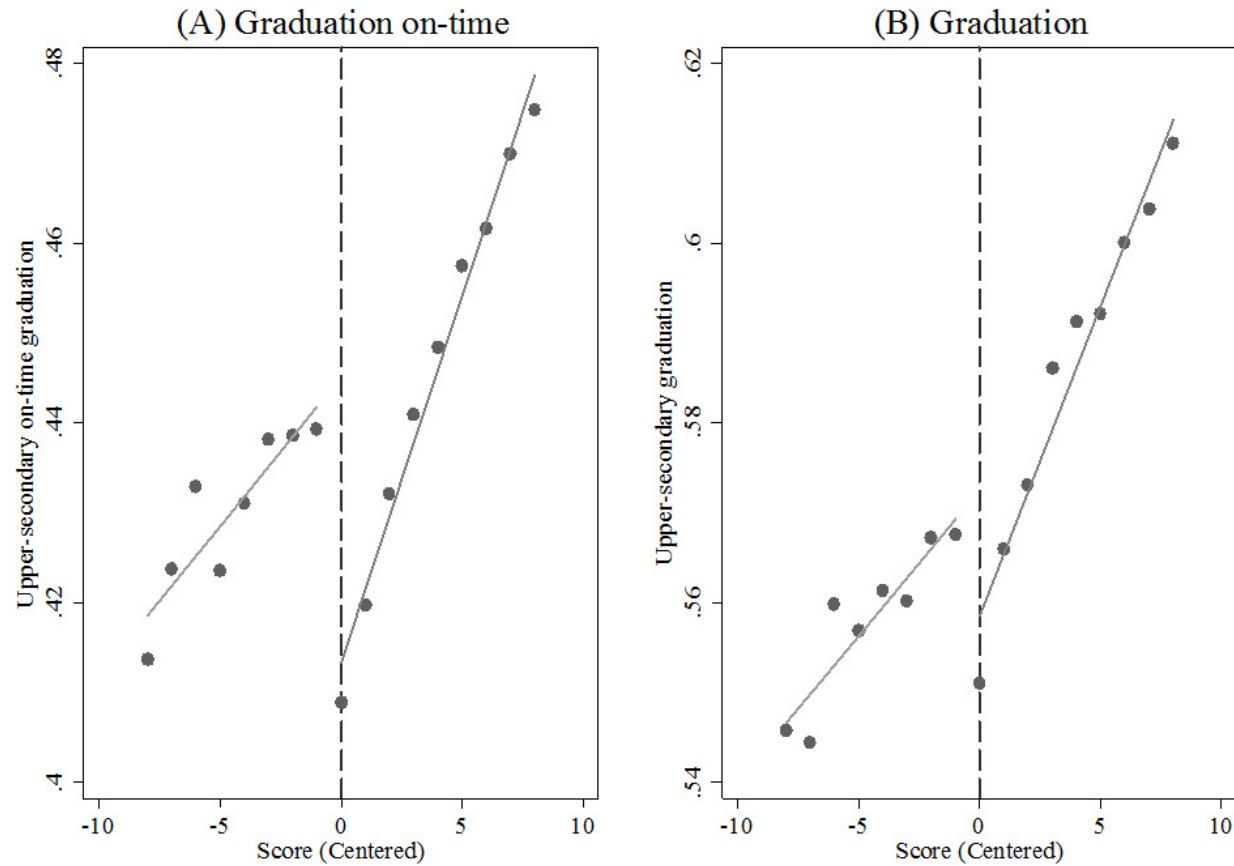 (A) Graduation on-time
Upper-secondary on-time graduation
.48
.46
.44
.42
.4
-10 -5 0 5 10
Score (Centered)
(B) Graduation
Upper-secondary graduation
.62
.6
.58
.56
.54
-10 -5 0 5 10
Score (Centered)